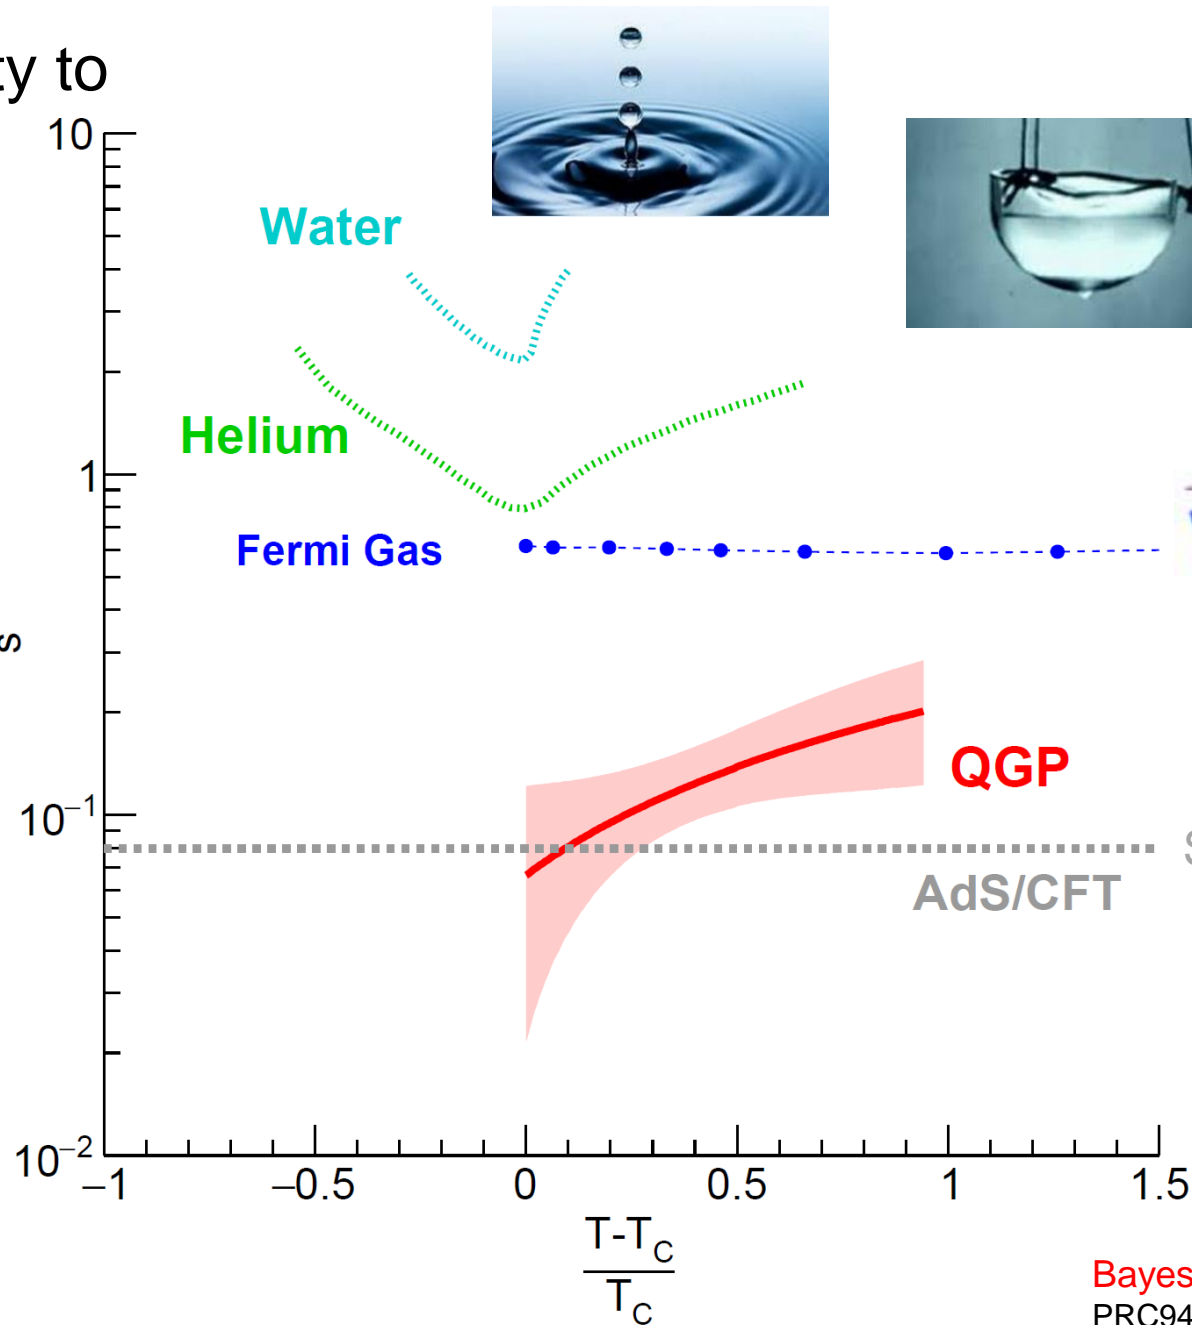 ty to
10
Water
Helium
1
Fermi Gas
s
QGP
10⁻¹
AdS/CFT
10⁻²
−1 −0.5 0 0.5 1 1.5
T-T_C
T_C
Bayes
PRC94